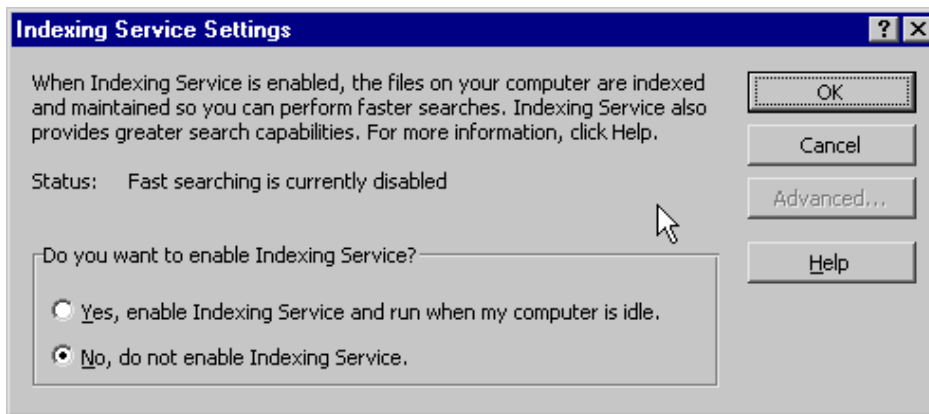 Indexing Service Settings
When Indexing Service is enabled, the files on your computer are indexed
and maintained so you can perform faster searches. Indexing Service also
provides greater search capabilities. For more information, click Help.
Status: Fast searching is currently disabled
Do you want to enable Indexing Service?
Yes, enable Indexing Service and run when my computer is idle.
No, do not enable Indexing Service.
OK
Cancel
Advanced...
Help